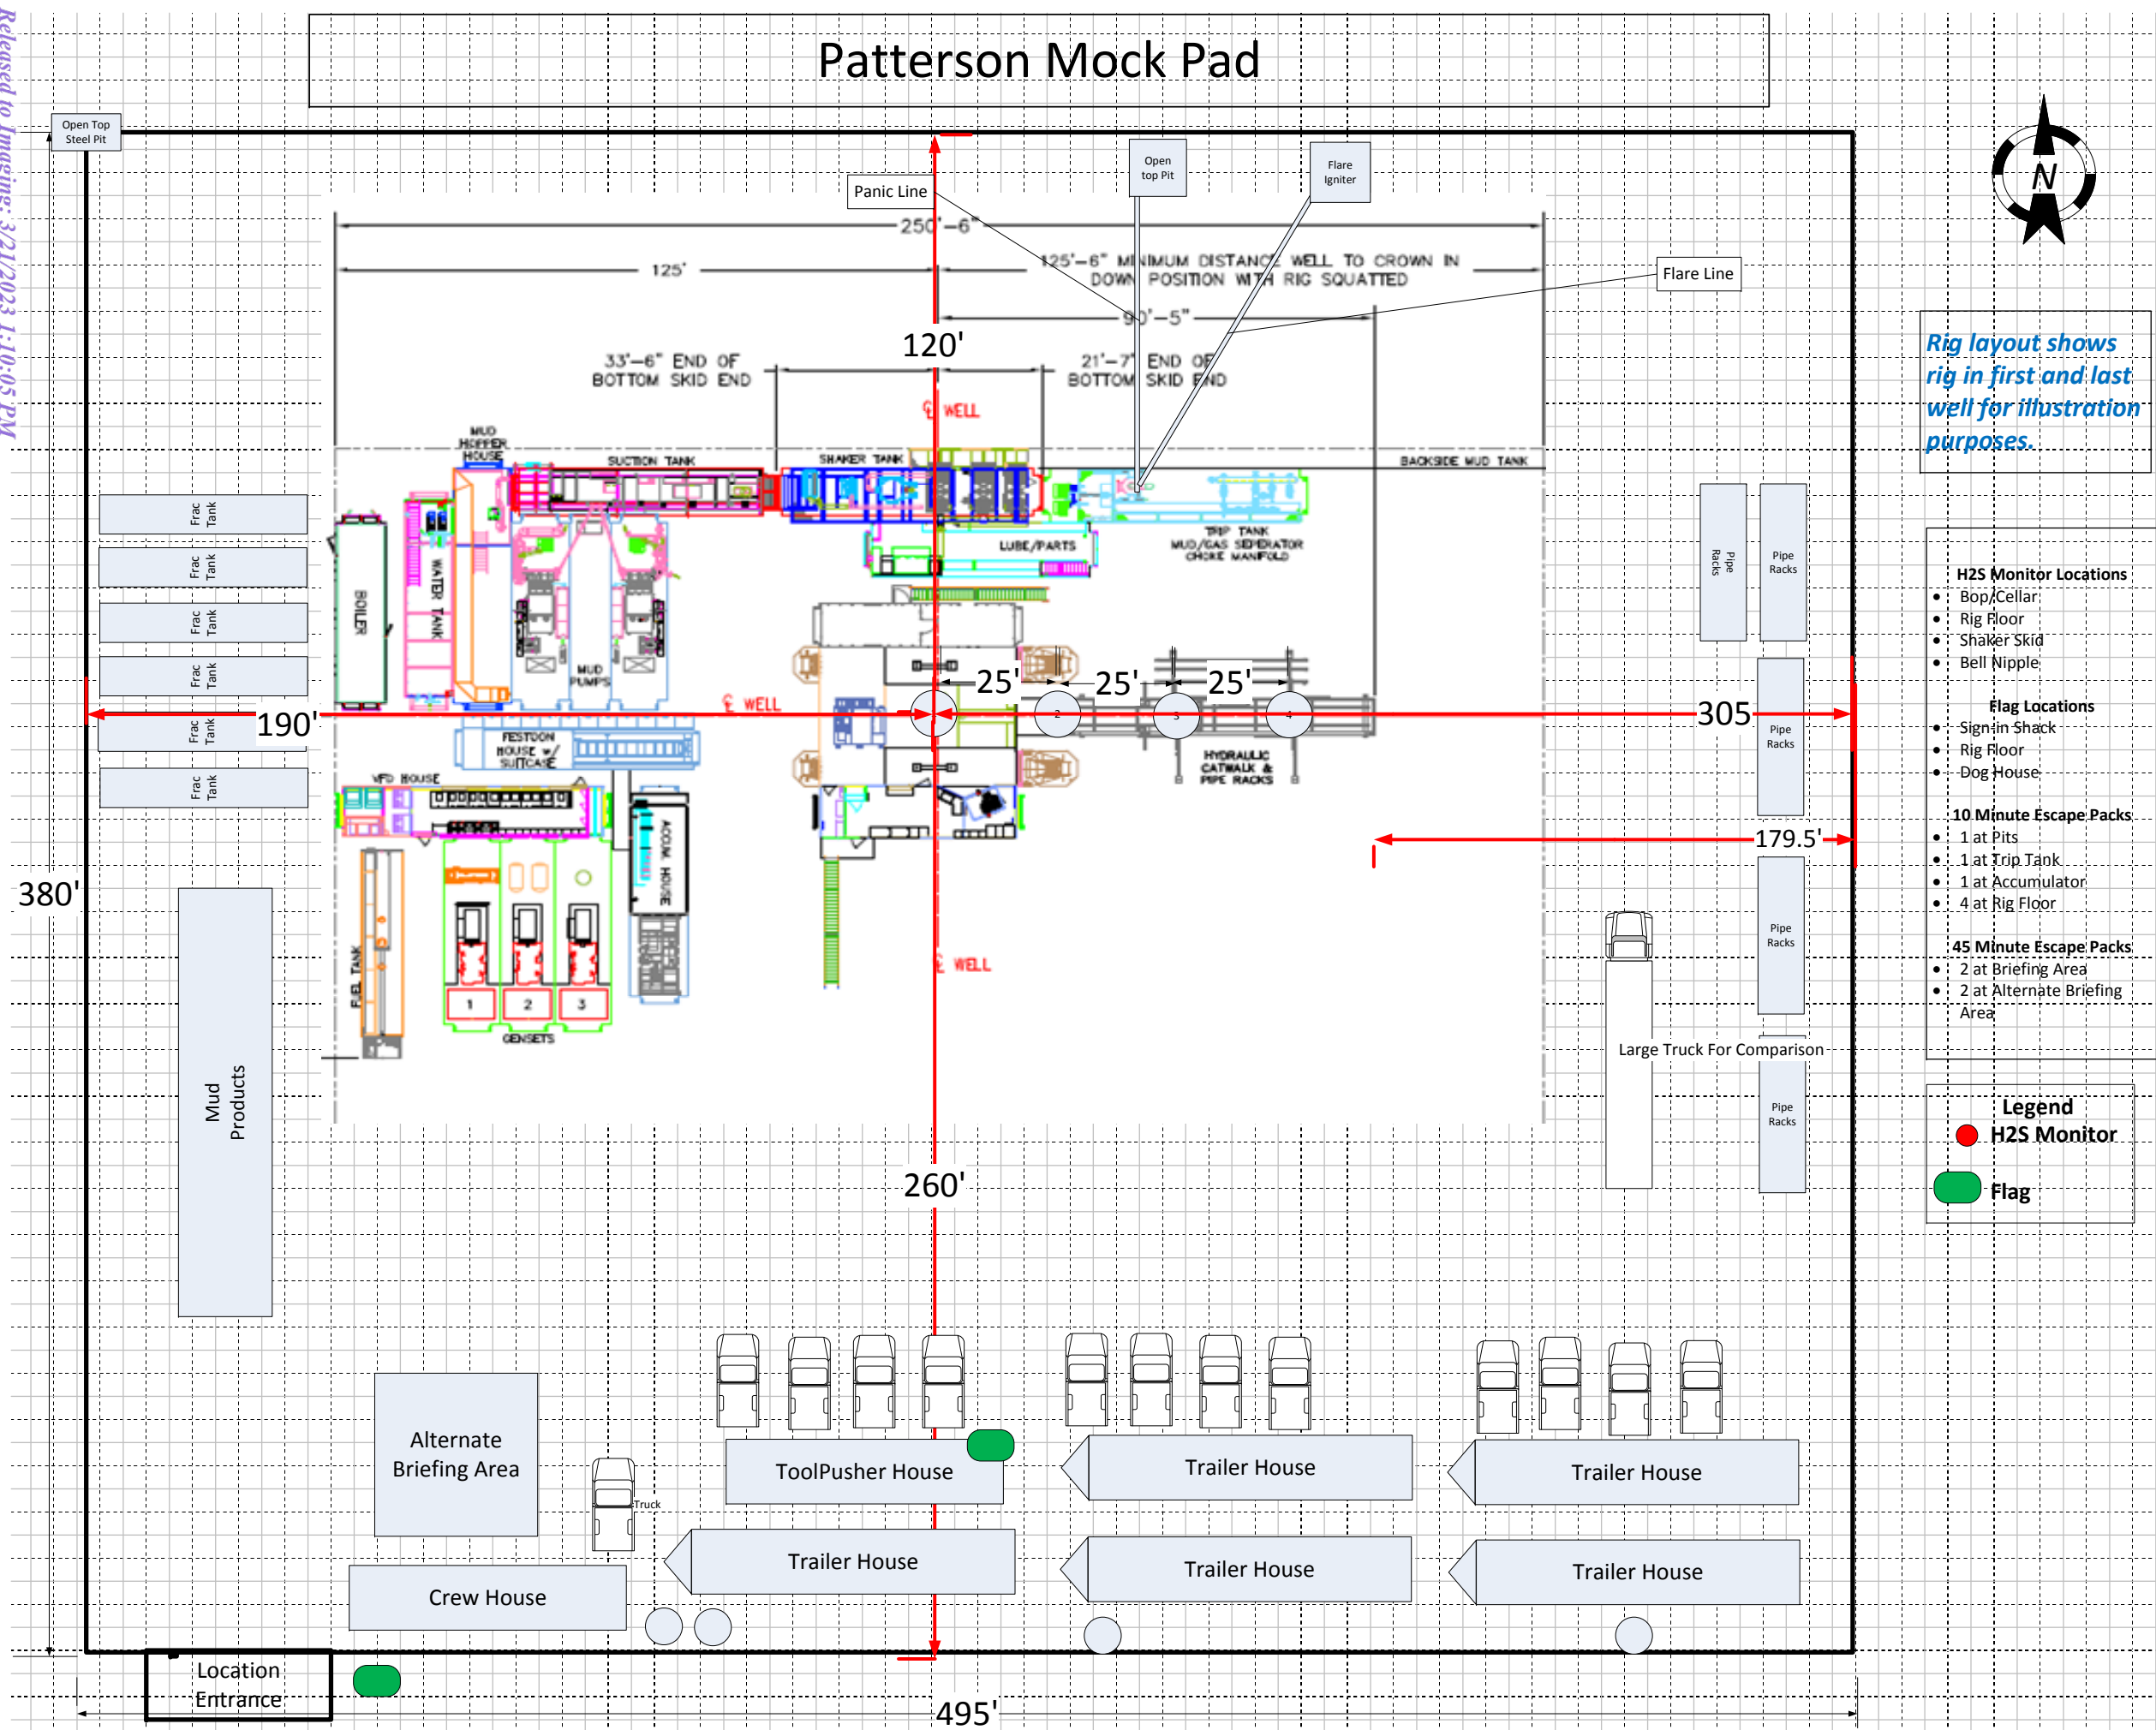 Released to Imaging: 3/21/2023 1:10:05 PM
Patterson Mock Pad
Open Top
Steel Pit
Open
top Pit
Flare
Igniter
Panic Line
N
250'-6"
125'
125'-6" MINIMUM DISTANCE WELL TO CROWN IN
DOWN POSITION WITH RIG SQUATTED
Flare Line
90'-5"
120'
33'-6" END OF
BOTTOM SKID END
21'-7" END OF
BOTTOM SKID END
Rig layout shows
rig in first and last
well for illustration
purposes.
℄ WELL
MUD
HOPPER
HOUSE
SUCTION TANK
SHAKER TANK
BACKSIDE MUD TANK
Frac
Tank
Frac
Tank
Frac
Tank
Frac
Tank
Frac
Tank
Frac
Tank
BOILER
WATER TANK
MUD
PUMPS
LUBE/PARTS
TRIP TANK
MUD/GAS SEPERATOR
CHOKE MANIFOLD
Pipe
Racks
Pipe
Racks
H2S Monitor Locations
• Bop/Cellar
• Rig Floor
• Shaker Skid
• Bell Nipple
25'
25'
25'
190'
℄ WELL
2
3
4
305
Flag Locations
• Sign-in Shack
• Rig Floor
• Dog House
FESTOON
HOUSE w/
SUITCASE
HYDRAULIC
CATWALK &
PIPE RACKS
Pipe
Racks
VFD HOUSE
ACCUM. HOUSE
179.5'
10 Minute Escape Packs
• 1 at Pits
• 1 at Trip Tank
• 1 at Accumulator
• 4 at Rig Floor
380'
FUEL TANK
℄ WELL
Pipe
Racks
45 Minute Escape Packs
• 2 at Briefing Area
• 2 at Alternate Briefing
Area
1
2
3
GENSETS
Large Truck For Comparison
Mud
Products
Pipe
Racks
Legend
H2S Monitor
Flag
260'
Alternate
Briefing Area
Truck
ToolPusher House
Trailer House
Trailer House
Trailer House
Trailer House
Trailer House
Crew House
Location
Entrance
495'